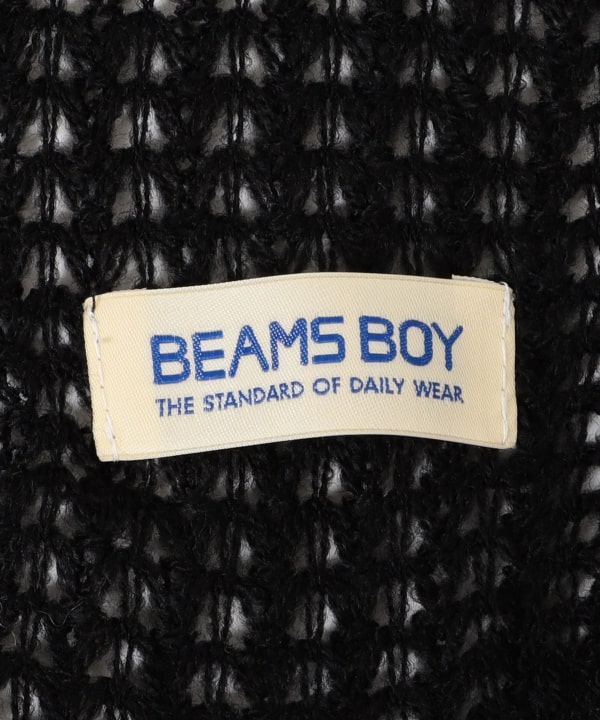 BEAMS BOY
THE STANDARD OF DAILY WEAR